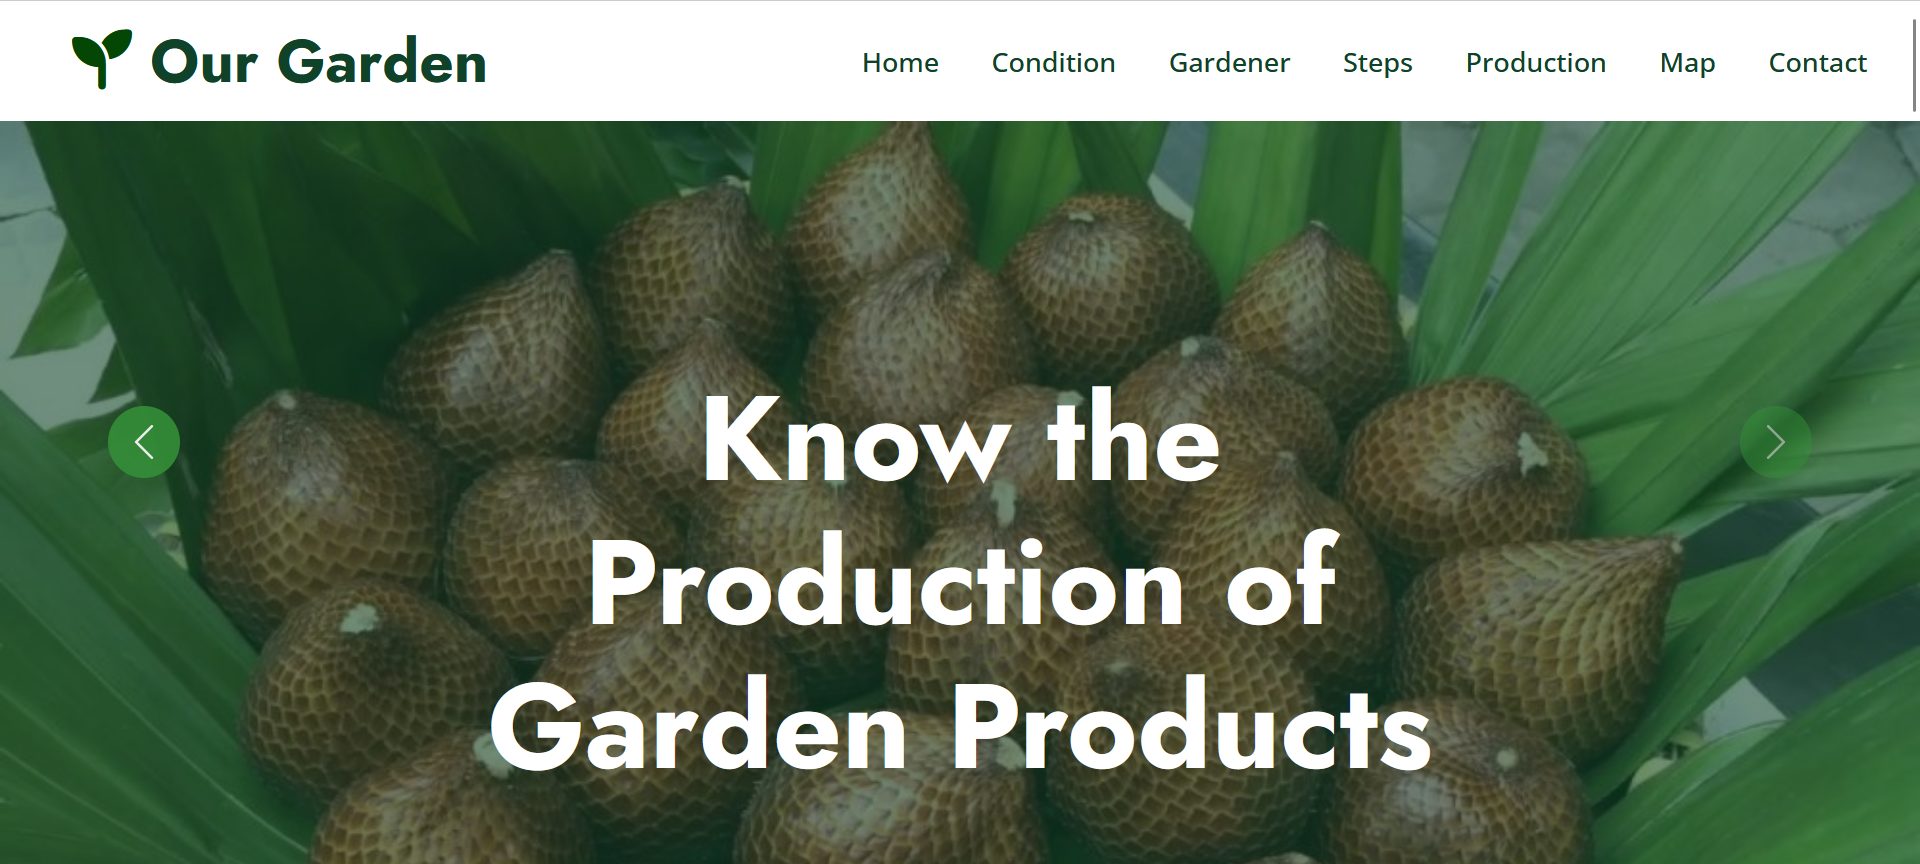 Our Garden
Home Condition Gardener Steps Production Map Contact
Know the
Production of
Garden Products